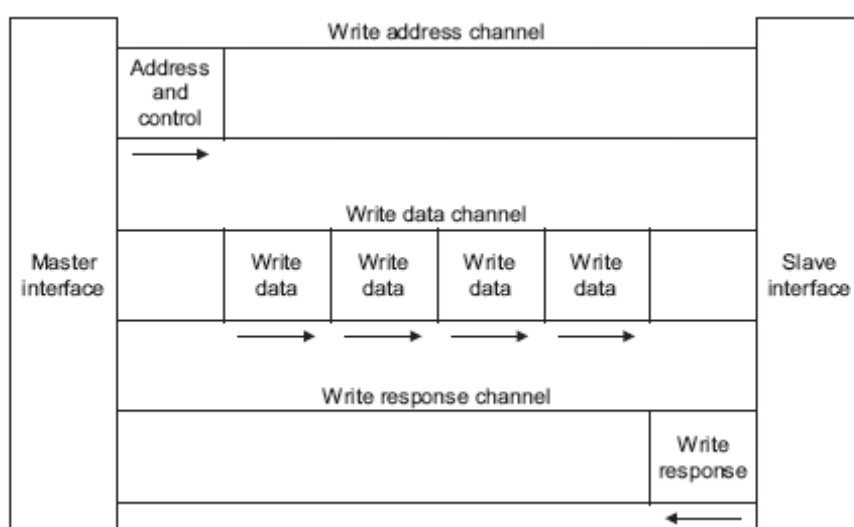 Write address channel
Address
and
control
Write data channel
Master
interface
Write
data
Write
data
Write
data
Write
data
Slave
interface
Write response channel
Write
response